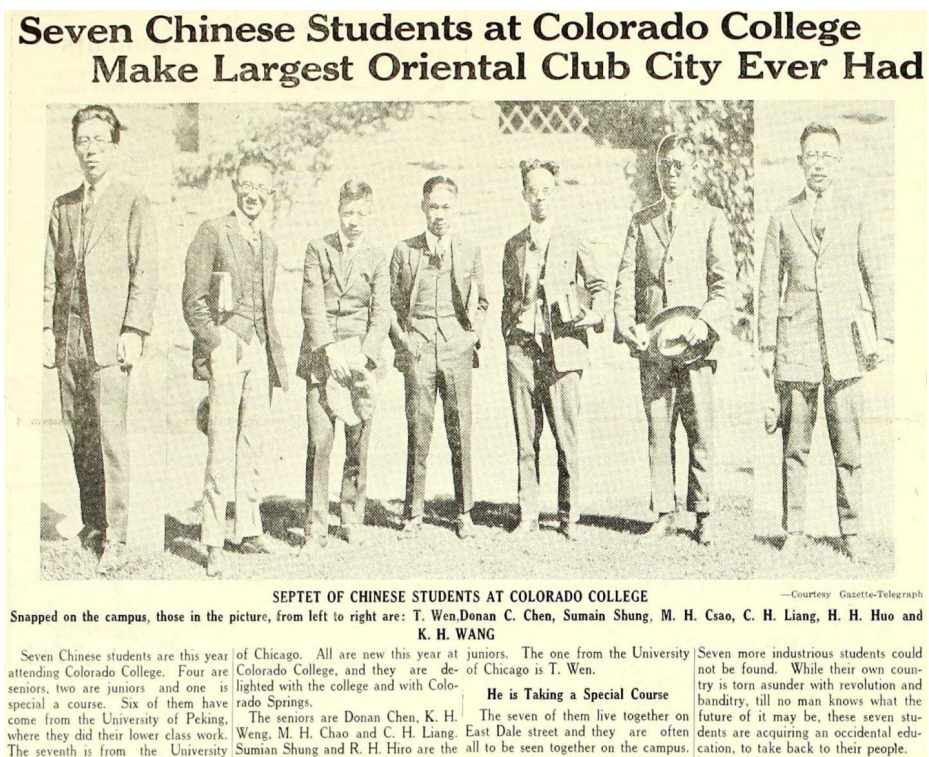 Seven Chinese Students at Colorado College
Make Largest Oriental Club City Ever Had
SEPTET OF CHINESE STUDENTS AT COLORADO COLLEGE
—Courtesy Gazette-Telegraph
Snapped on the campus, those in the picture, from left to right are: T. Wen,Donan C. Chen, Sumain Shung, M. H. Csao, C. H. Liang, H. H. Huo and
K. H. WANG
Seven Chinese students are this year
attending Colorado College. Four are
seniors, two are juniors and one is
special a course. Six of them have
come from the University of Peking,
where they did their lower class work.
The seventh is from the University
of Chicago. All are new this year at
Colorado College, and they are de-
lighted with the college and with Colo-
rado Springs.
The seniors are Donan Chen, K. H.
Weng, M. H. Chao and C. H. Liang.
Sumian Shung and R. H. Hiro are the
juniors. The one from the University
of Chicago is T. Wen.
He is Taking a Special Course
The seven of them live together on
East Dale street and they are often
all to be seen together on the campus.
Seven more industrious students could
not be found. While their own coun-
try is torn asunder with revolution and
banditry, till no man knows what the
future of it may be, these seven stu-
dents are acquiring an occidental edu-
cation, to take back to their people.